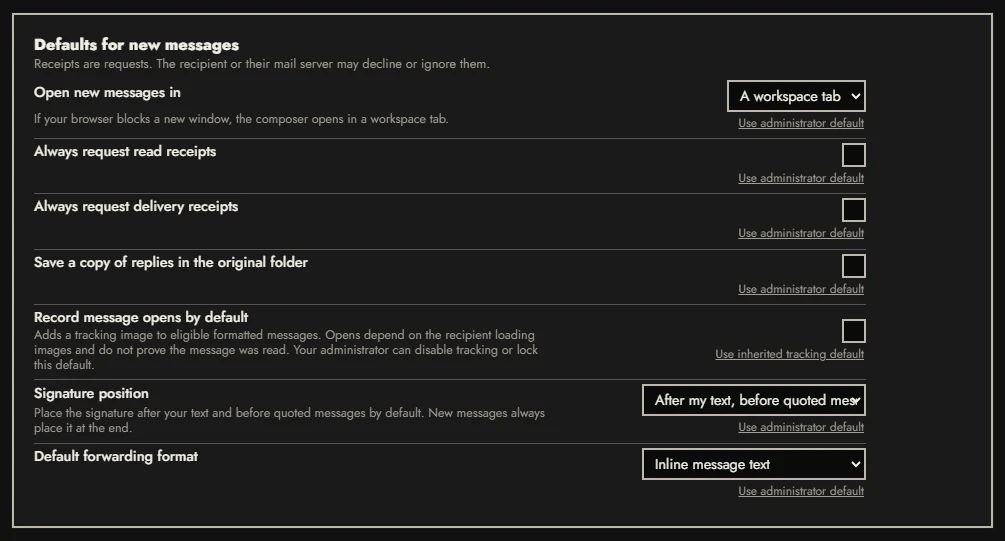 Defaults for new messages
Receipts are requests. The recipient or their mail server may decline or ignore them.
Open new messages in
A workspace tab
If your browser blocks a new window, the composer opens in a workspace tab.
Use administrator default
Always request read receipts
Use administrator default
Always request delivery receipts
Use administrator default
Save a copy of replies in the original folder
Use administrator default
Record message opens by default
Adds a tracking image to eligible formatted messages. Opens depend on the recipient loading
images and do not prove the message was read. Your administrator can disable tracking or lock
this default.
Use inherited tracking default
Signature position
After my text, before quoted mes
Place the signature after your text and before quoted messages by default. New messages always
place it at the end.
Use administrator default
Default forwarding format
Inline message text
Use administrator default